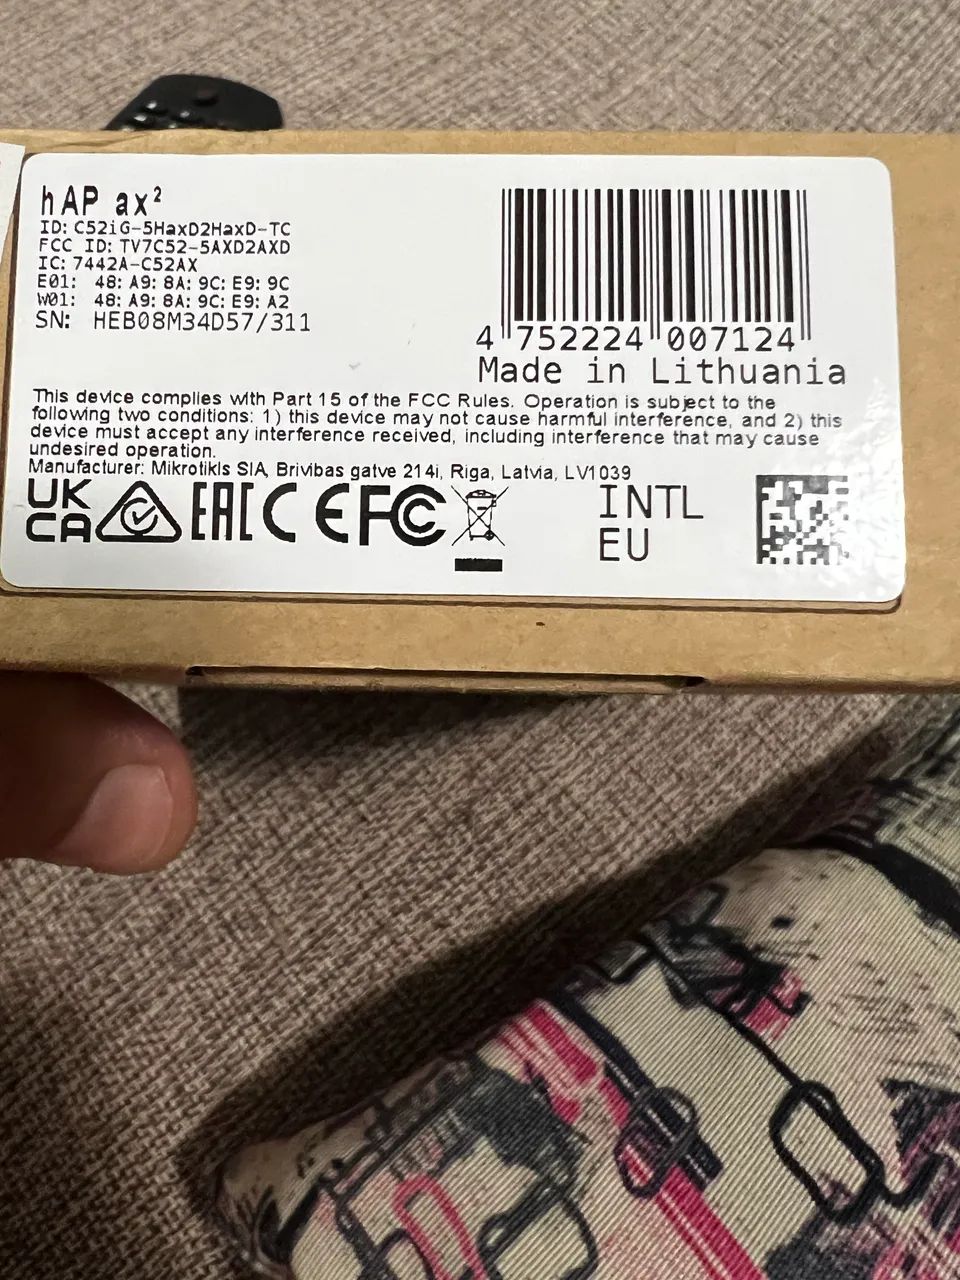 hAP ax²
ID: C52iG-5HaxD2HaxD-TC
FCC ID: TV7C52-5AXD2AXD
IC: 7442A-C52AX
E01: 48: A9: 8A: 9C: E9: 9C
W01: 48: A9: 8A: 9C: E9: A2
SN: HEB08M34D57/311
4 752224 007124
Made in Lithuania
This device complies with Part 15 of the FCC Rules. Operation is subject to the
following two conditions: 1) this device may not cause harmful interference, and 2) this
device must accept any interference received, including interference that may cause
undesired operation.
Manufacturer: Mikrotikls SIA, Brivibas gatve 214i, Riga, Latvia, LV1039
UK
CA EAC CE FC INTL
EU